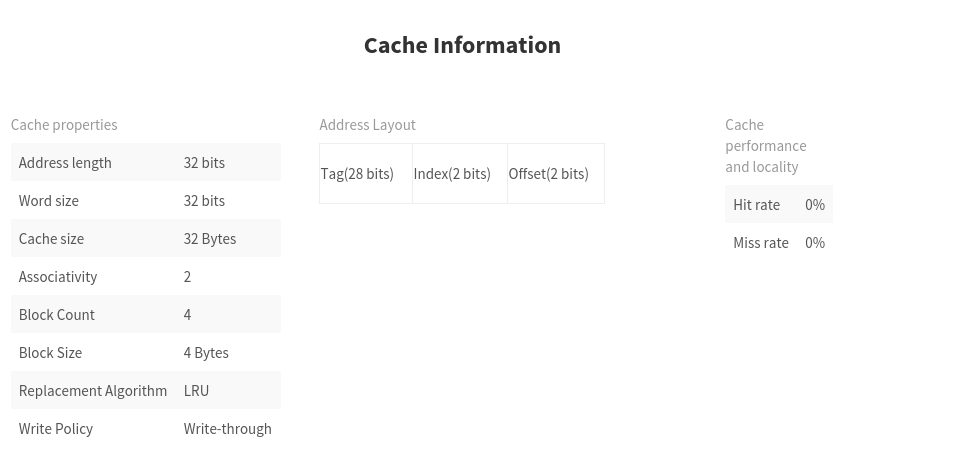 Cache Information
Cache properties
Address length 32 bits
Word size 32 bits
Cache size 32 Bytes
Associativity 2
Block Count 4
Block Size 4 Bytes
Replacement Algorithm LRU
Write Policy Write-through
Address Layout
Tag(28 bits) Index(2 bits) Offset(2 bits)
Cache
performance
and locality
Hit rate 0%
Miss rate 0%